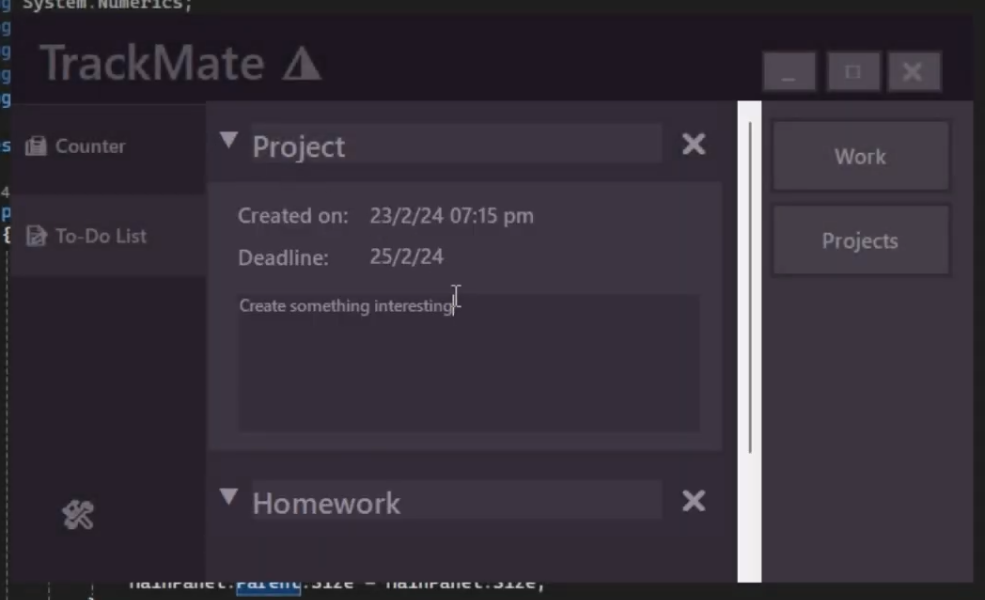 System.Numerics;
TrackMate
Counter
To-Do List
Project
Created on: 23/2/24 07:15 pm
Deadline: 25/2/24
Create something interesting
Homework
Work
Projects
MainPanel.Parent.Size = MainPanel.Size;